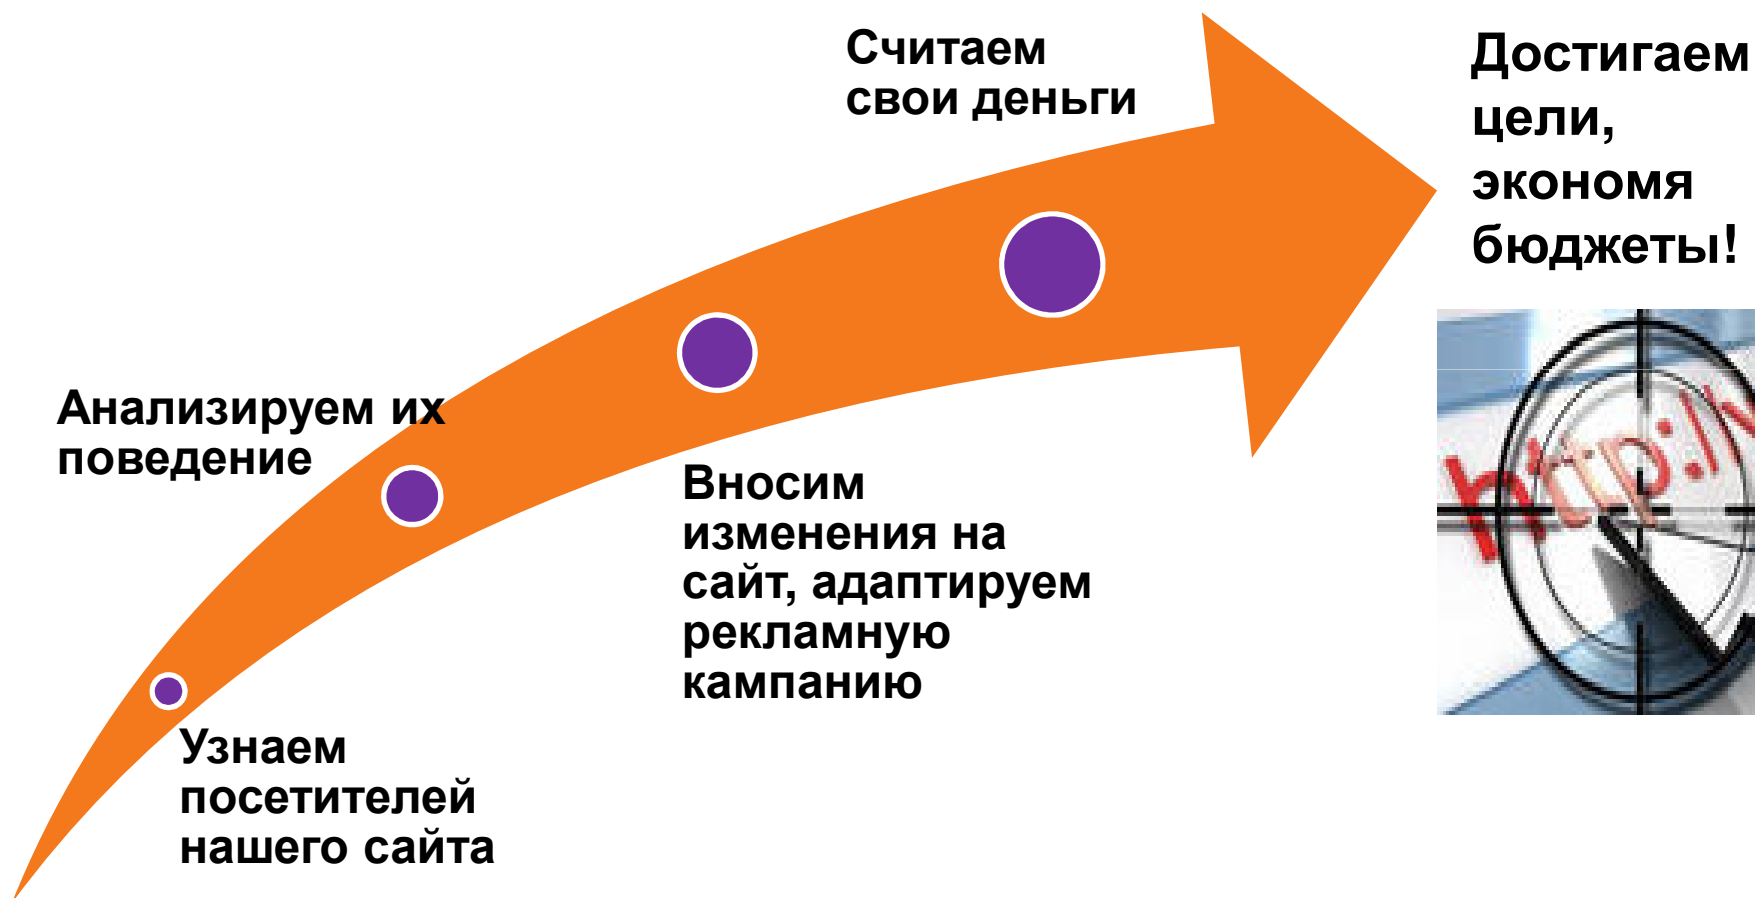 Считаем
свои деньги
Достигаем
цели,
экономя
бюджеты!
Анализируем их
поведение
Вносим
изменения на
сайт, адаптируем
рекламную
кампанию
Узнаем
посетителей
нашего сайта
http://